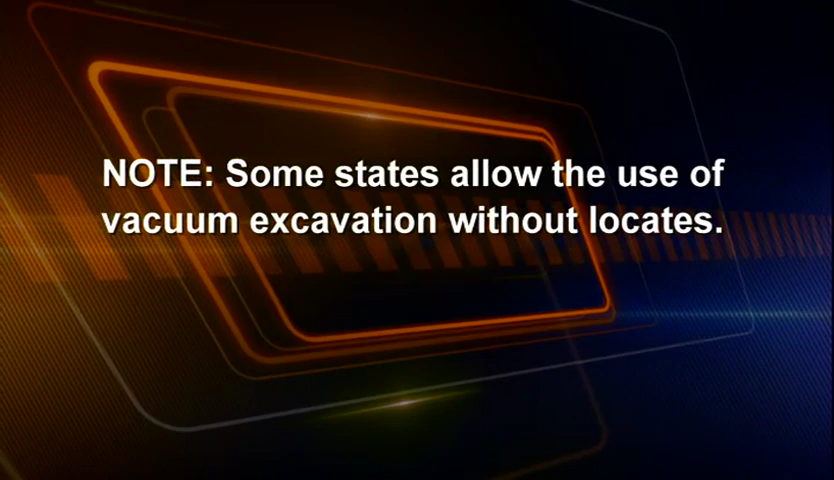 NOTE: Some states allow the use of
vacuum excavation without locates.